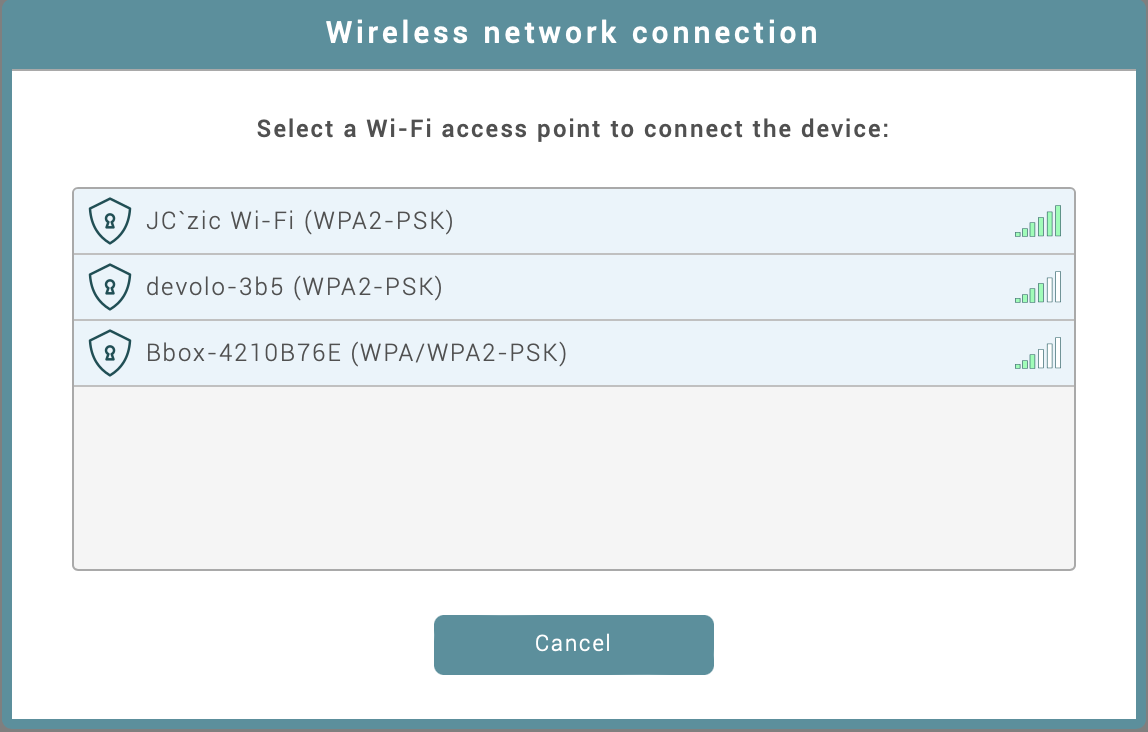 Wireless network connection
Select a Wi-Fi access point to connect the device:
JC`zic Wi-Fi (WPA2-PSK)
devolo-3b5 (WPA2-PSK)
Bbox-4210B76E (WPA/WPA2-PSK)
Cancel